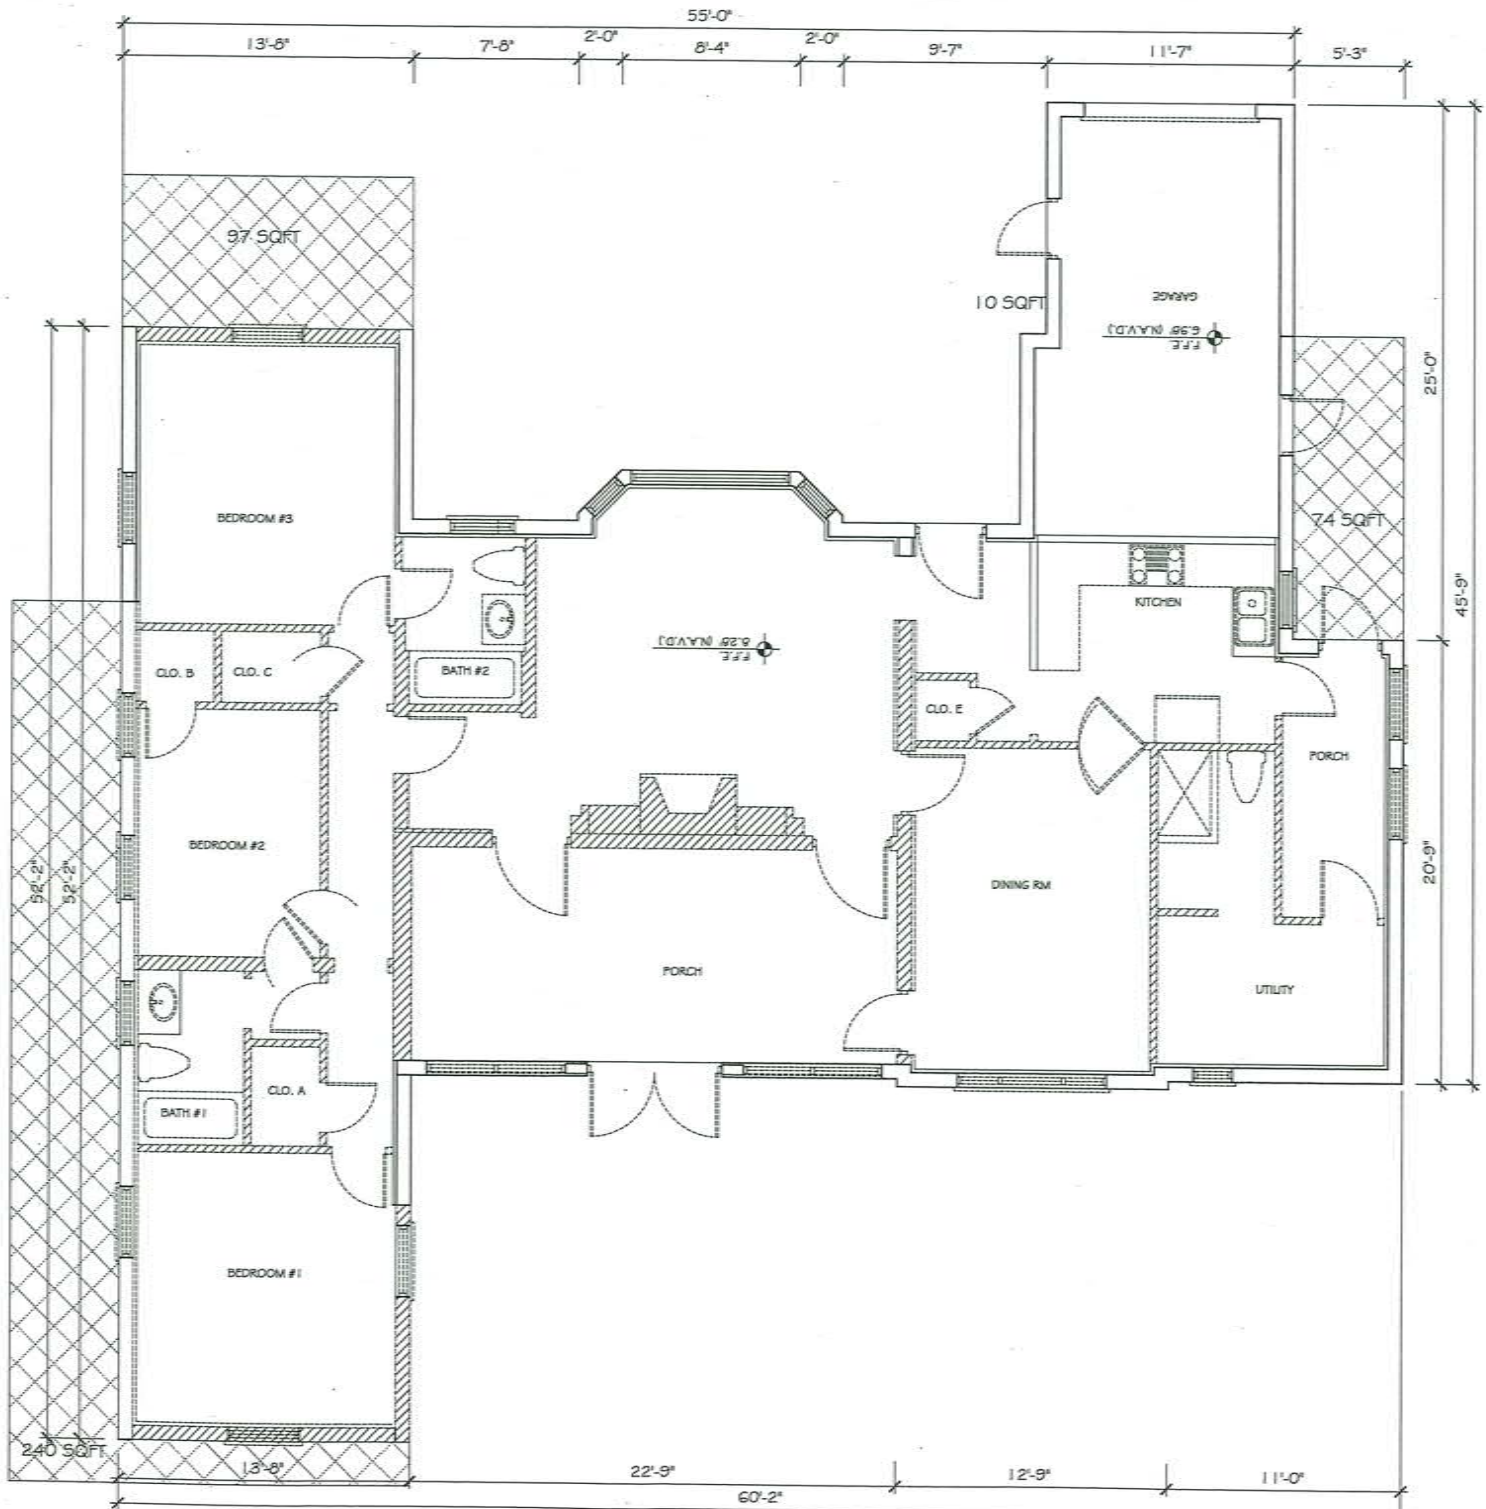 55'-0"
13'-8"
7'-8"
2'-0"
8'-4"
2'-0"
9'-7"
11'-7"
5'-3"
97 SQFT
10 SQFT
GARAGE
6.98' (N.A.V.D.)
F.F.E.
25'-0"
45'-9"
BEDROOM #3
74 SQFT
KITCHEN
8.28' (N.A.V.D.)
F.F.E.
CLO. B
CLO. C
BATH #2
CLO. E
PORCH
BEDROOM #2
52'-2"
52'-2"
DINING RM
20'-9"
PORCH
UTILITY
CLO. A
BATH #1
BEDROOM #1
240 SQFT
13'-8"
22'-9"
12'-9"
11'-0"
60'-2"